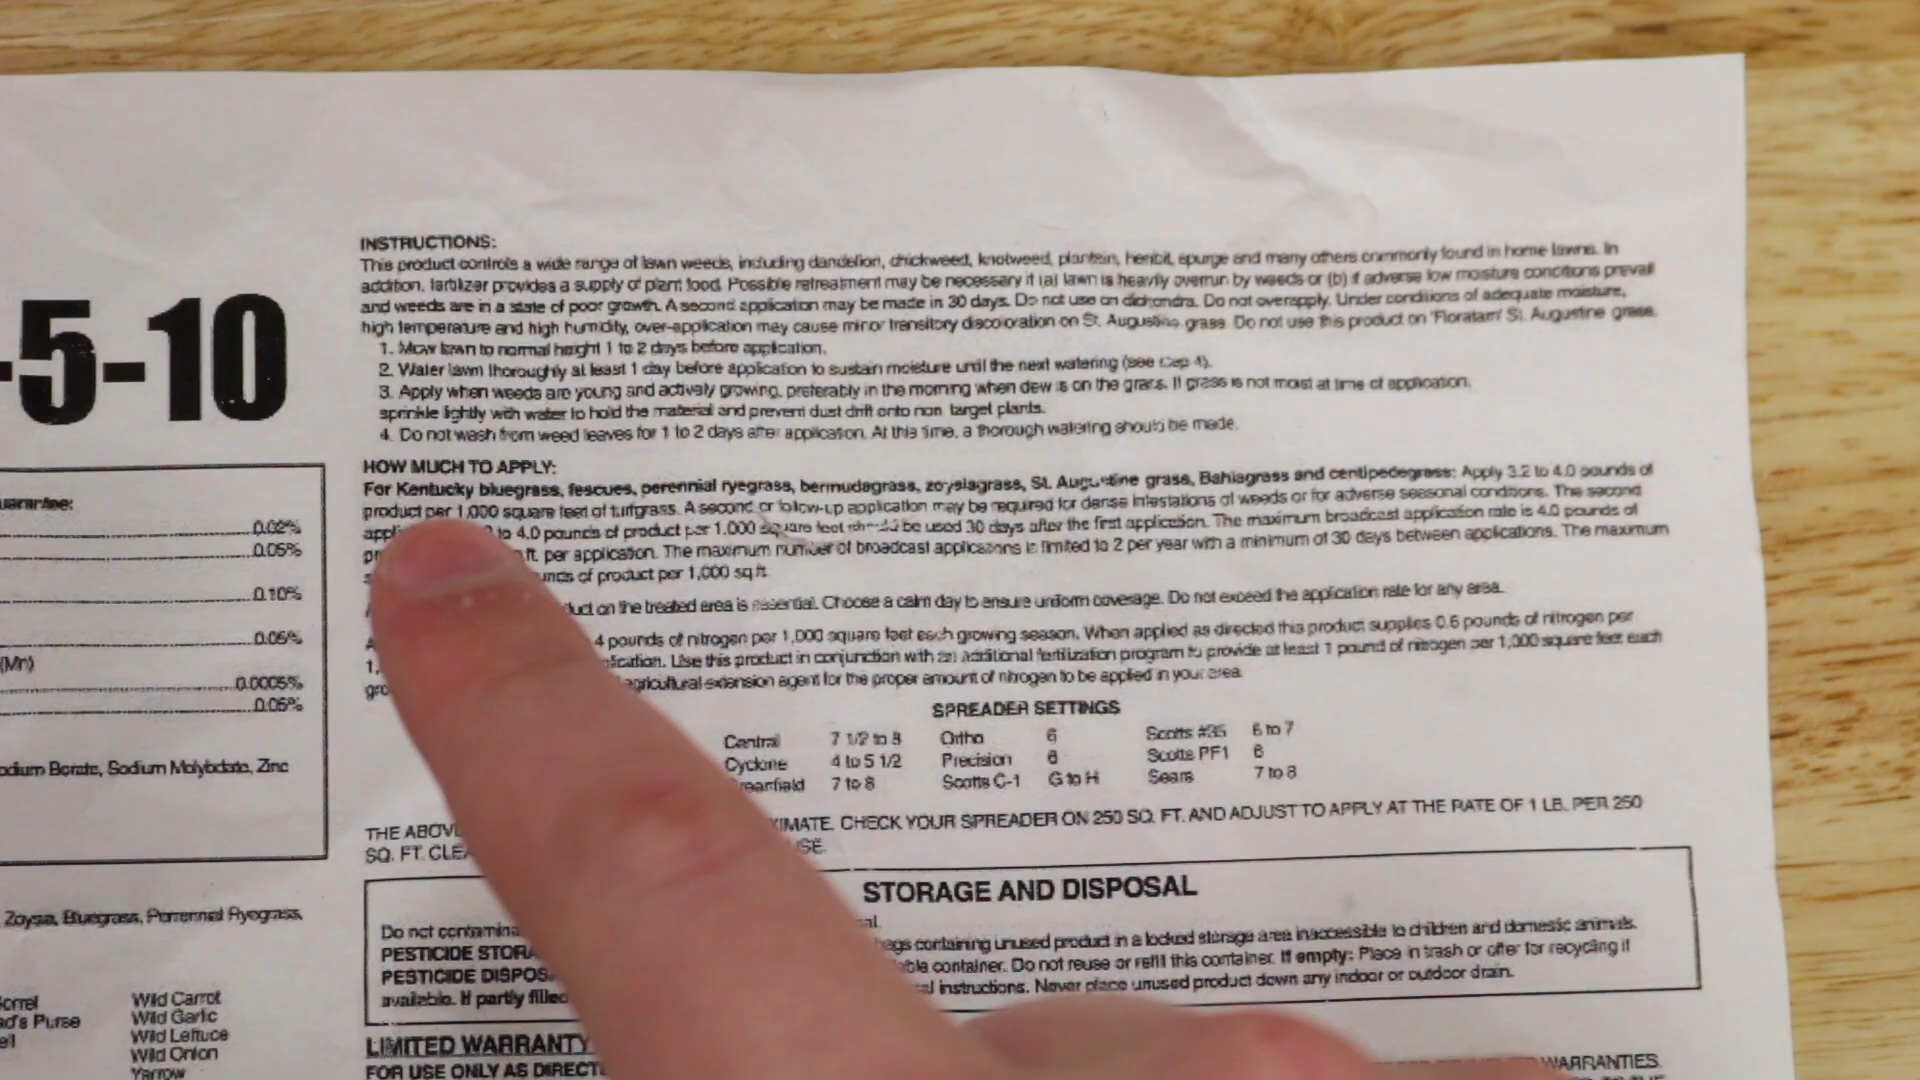 -5-10
0.02%
0.05%
0.10%
0.05%
(Mn)
0.0005%
0.05%
Sodium Borate, Sodium Molybdate, Zinc
Zoysia, Bluegrass, Perennial Ryegrass,
Wild Carrot
Wild Garlic
Wild Lettuce
Wild Onion
Yarrow
INSTRUCTIONS:
This product controls a wide range of lawn weeds, including dandelion, chickweed, knotweed, plantain, henbit, spurge and many others commonly found in home lawns. In
addition, fertilizer provides a supply of plant food. Possible retreatment may be necessary if (a) lawn is heavily overrun by weeds or (b) if adverse low moisture conditions prevail
and weeds are in a state of poor growth. A second application may be made in 30 days. Do not use on dichondra. Do not overapply. Under conditions of adequate moisture,
high temperature and high humidity, over-application may cause minor transitory discoloration on St. Augustine grass. Do not use this product on 'Floratam' St. Augustine grass.
1. Mow lawn to normal height 1 to 2 days before application.
2. Water lawn thoroughly at least 1 day before application to sustain moisture until the next watering (see 4).
3. Apply when weeds are young and actively growing, preferably in the morning when dew is on the grass. If grass is not moist at time of application,
sprinkle lightly with water to hold the material and prevent dust drift onto non target plants.
4. Do not wash from weed leaves for 1 to 2 days after application. At this time, a thorough watering should be made.
HOW MUCH TO APPLY:
For Kentucky bluegrass, fescues, perennial ryegrass, bermudagrass, zoysiagrass, St. Augustine grass, Bahiagrass and centipedegrass: Apply 3.2 to 4.0 pounds of
product per 1,000 square feet of turfgrass. A second or follow-up application may be required for dense infestations of weeds or for adverse seasonal conditions. The second
to 4.0 pounds of product per 1,000 square feet should be used 30 days after the first application. The maximum broadcast application rate is 4.0 pounds of
ft. per application. The maximum number of broadcast applications is limited to 2 per year with a minimum of 30 days between applications. The maximum
of product per 1,000 sq ft.
on the treated area is essential. Choose a calm day to ensure uniform coverage. Do not exceed the application rate for any area.
4 pounds of nitrogen per 1,000 square feet each growing season. When applied as directed this product supplies 0.6 pounds of nitrogen per
Use this product in conjunction with an additional fertilization program to provide at least 1 pound of nitrogen per 1,000 square feet each
agricultural extension agent for the proper amount of nitrogen to be applied in your area.
SPREADER SETTINGS
Central 7 1/2 to 8 Ortho 6 Scotts #35 6 to 7
Cyclone 4 to 5 1/2 Precision 6 Scotts PF1 6
Greenfield 7 to 8 Scotts C-1 G to H Sears 7 to 8
THE CHECK YOUR SPREADER ON 250 SQ. FT. AND ADJUST TO APPLY AT THE RATE OF 1 LB. PER 250
SQ. FT.
STORAGE AND DISPOSAL
Do not
PESTICIDE bags containing unused product in a locked storage area inaccessible to children and domestic animals.
PESTICIDE container. Do not reuse or refill this container. If empty: Place in trash or offer for recycling if
available. If partly filled instructions. Never place unused product down any indoor or outdoor drain.
LIMITED WARRANTY
FOR USE ONLY AS WARRANTIES.